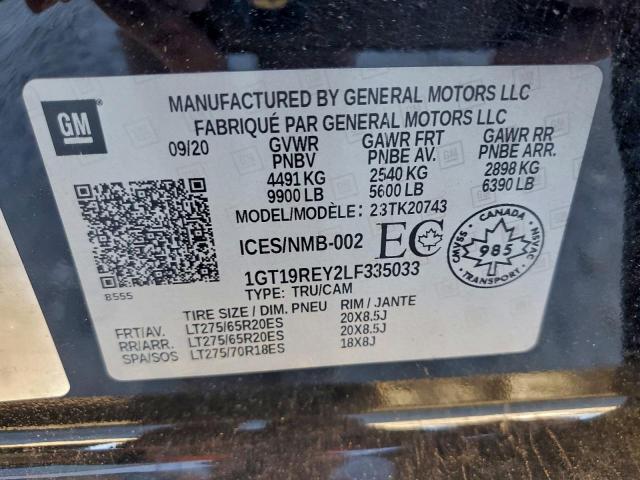 GM
MANUFACTURED BY GENERAL MOTORS LLC
FABRIQUÉ PAR GENERAL MOTORS LLC
09/20 GVWR GAWR FRT GAWR RR
PNBV PNBE AV. PNBE ARR.
4491 KG 2540 KG 2898 KG
9900 LB 5600 LB 6390 LB
MODEL/MODÈLE: 23TK20743
ICES/NMB-002 EC
CANADA
CMVSS 985 NSVAC
TRANSPORT
1GT19REY2LF335033
8555 TYPE: TRU/CAM
TIRE SIZE / DIM. PNEU RIM / JANTE
FRT/AV. LT275/65R20ES 20X8.5J
RR/ARR. LT275/65R20ES 20X8.5J
SPA/SOS LT275/70R18ES 18X8J